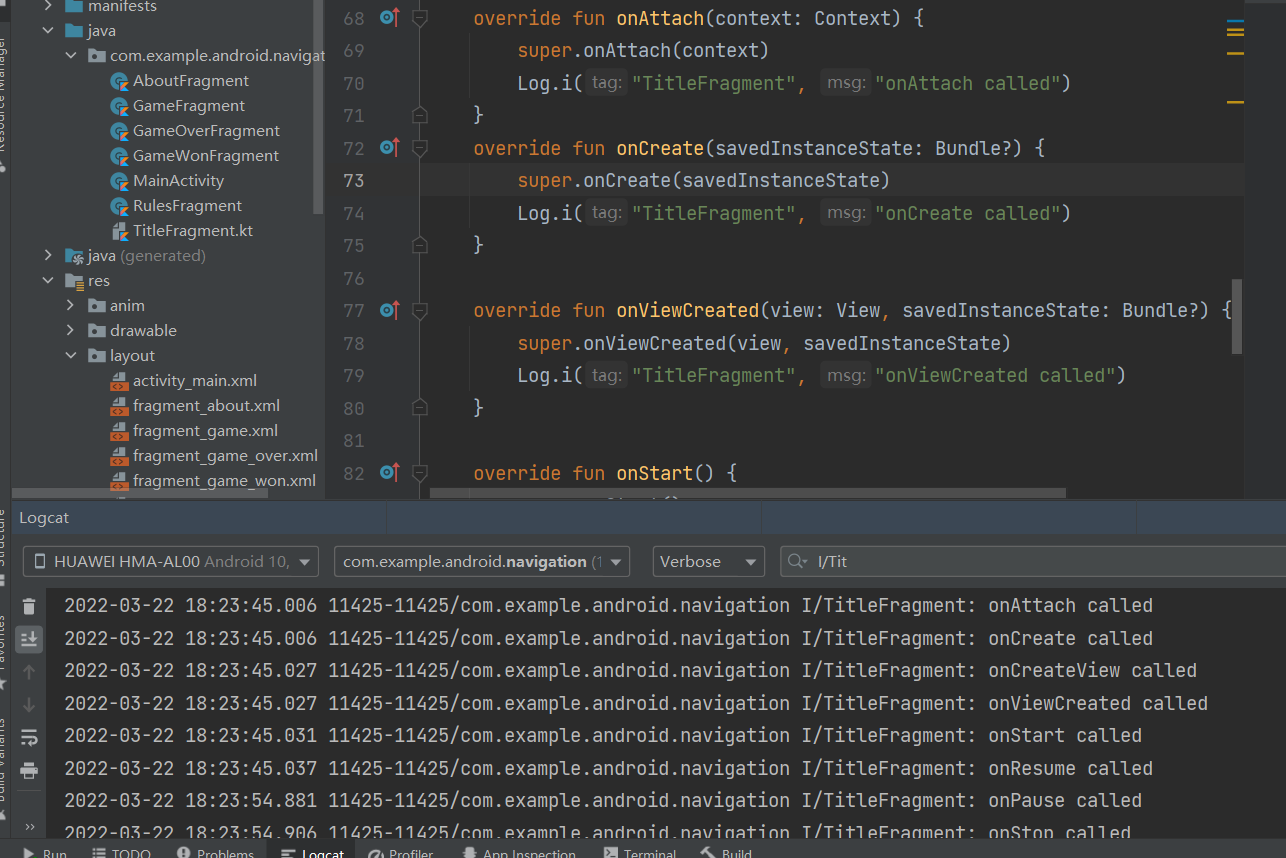 manifests
java
com.example.android.navigat
AboutFragment
GameFragment
GameOverFragment
GameWonFragment
MainActivity
RulesFragment
TitleFragment.kt
java (generated)
res
anim
drawable
layout
activity_main.xml
fragment_about.xml
fragment_game.xml
fragment_game_over.xml
fragment_game_won.xml
68 override fun onAttach(context: Context) {
69 super.onAttach(context)
70 Log.i( tag: "TitleFragment", msg: "onAttach called")
71 }
72 override fun onCreate(savedInstanceState: Bundle?) {
73 super.onCreate(savedInstanceState)
74 Log.i( tag: "TitleFragment", msg: "onCreate called")
75 }
76
77 override fun onViewCreated(view: View, savedInstanceState: Bundle?) {
78 super.onViewCreated(view, savedInstanceState)
79 Log.i( tag: "TitleFragment", msg: "onViewCreated called")
80 }
81
82 override fun onStart() {
Logcat
HUAWEI HMA-AL00 Android 10,
com.example.android.navigation (1
Verbose
I/Tit
2022-03-22 18:23:45.006 11425-11425/com.example.android.navigation I/TitleFragment: onAttach called
2022-03-22 18:23:45.006 11425-11425/com.example.android.navigation I/TitleFragment: onCreate called
2022-03-22 18:23:45.027 11425-11425/com.example.android.navigation I/TitleFragment: onCreateView called
2022-03-22 18:23:45.027 11425-11425/com.example.android.navigation I/TitleFragment: onViewCreated called
2022-03-22 18:23:45.031 11425-11425/com.example.android.navigation I/TitleFragment: onStart called
2022-03-22 18:23:45.037 11425-11425/com.example.android.navigation I/TitleFragment: onResume called
2022-03-22 18:23:54.881 11425-11425/com.example.android.navigation I/TitleFragment: onPause called
2022-03-22 18:23:54.906 11425-11425/com.example.android.navigation I/TitleFragment: onStop called
Run
TODO
Problems
Logcat
Profiler
App Inspection
Terminal
Build